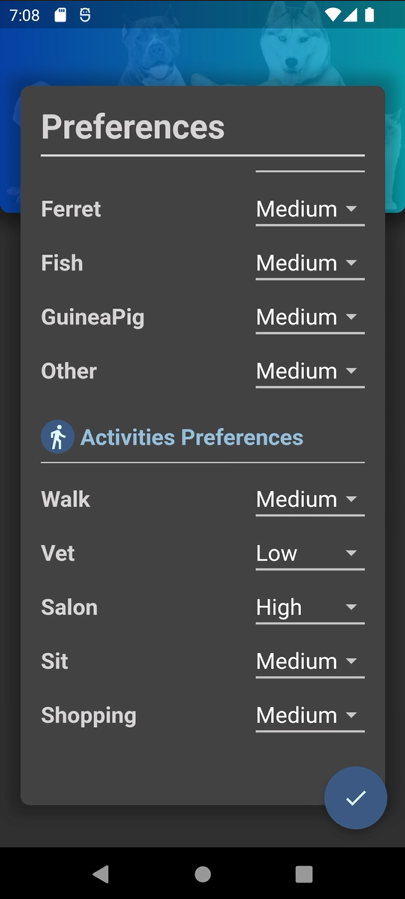 7:08
Preferences
Ferret Medium
Fish Medium
GuineaPig Medium
Other Medium
Activities Preferences
Walk Medium
Vet Low
Salon High
Sit Medium
Shopping Medium